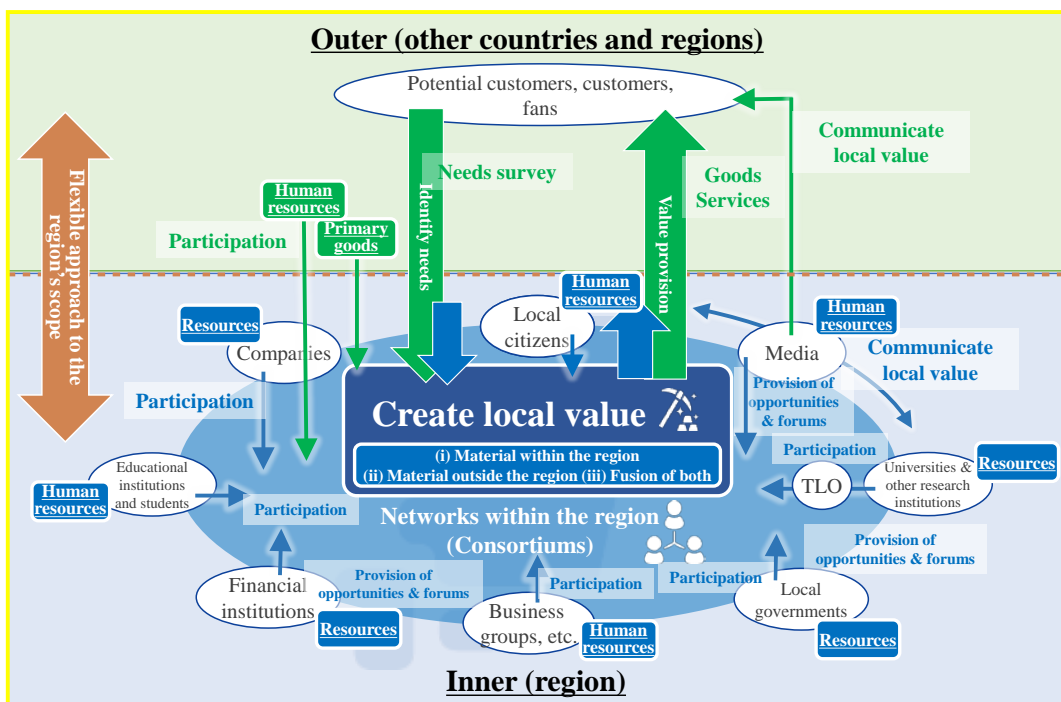 Outer (other countries and regions)
Potential customers, customers,
fans
Communicate
local value
Needs survey
Goods
Services
Flexible approach to the
region's scope
Identify needs
Value provision
Human
resources
Participation
Primary
goods
Human
resources
Resources
Companies
Local
citizens
Human
resources
Media
Communicate
local value
Participation
Create local value
Provision of
opportunities
& forums
(i) Material within the region
(ii) Material outside the region (iii) Fusion of both
Participation
Educational
institutions
and students
Human
resources
Participation
TLO
Universities &
other research
institutions
Resources
Networks within the region
(Consortiums)
Provision of
opportunities & forums
Financial
institutions
Provision of
opportunities & forums
Resources
Participation
Business
groups, etc.
Human
resources
Participation
Local
governments
Resources
Inner (region)